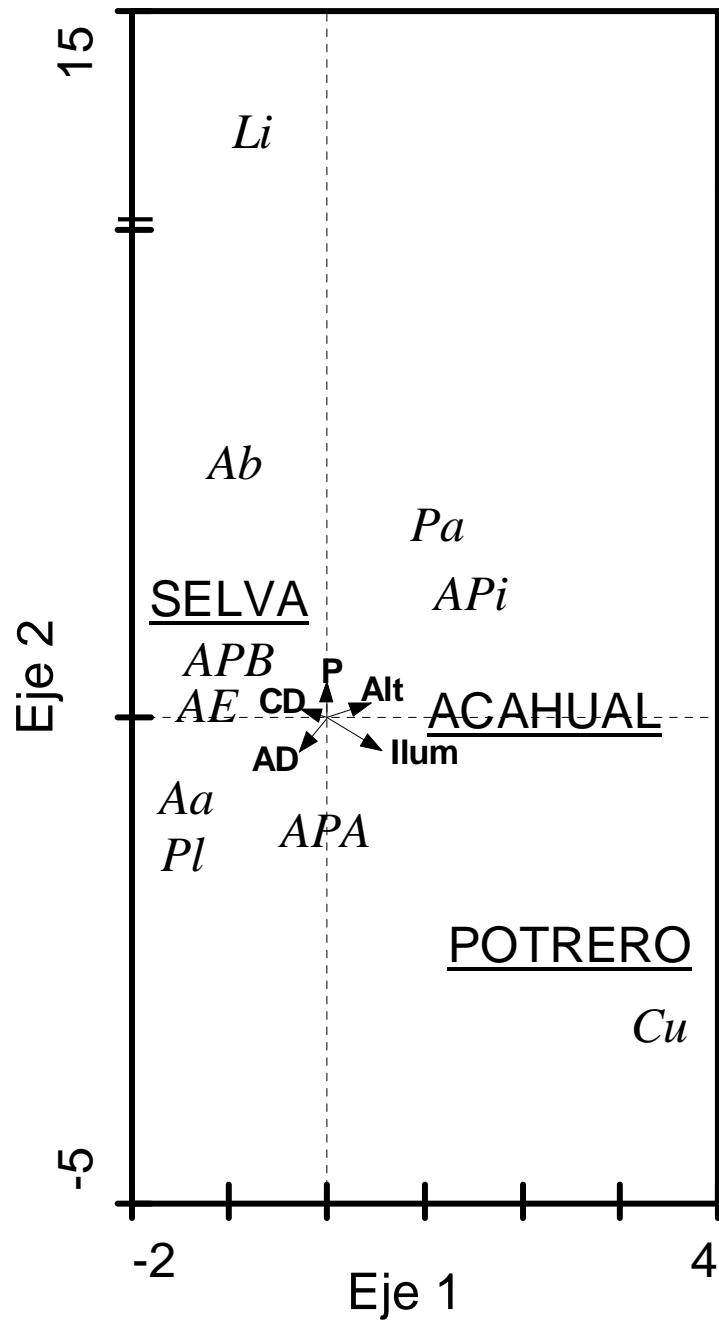 15
Li
Ab
Pa
APi
SELVA
APB
P
Alt
AE
CD
ACAHUAL
Eje 2
AD
Ilum
Aa
APA
Pl
POTRERO
Cu
-5
-2
4
Eje 1